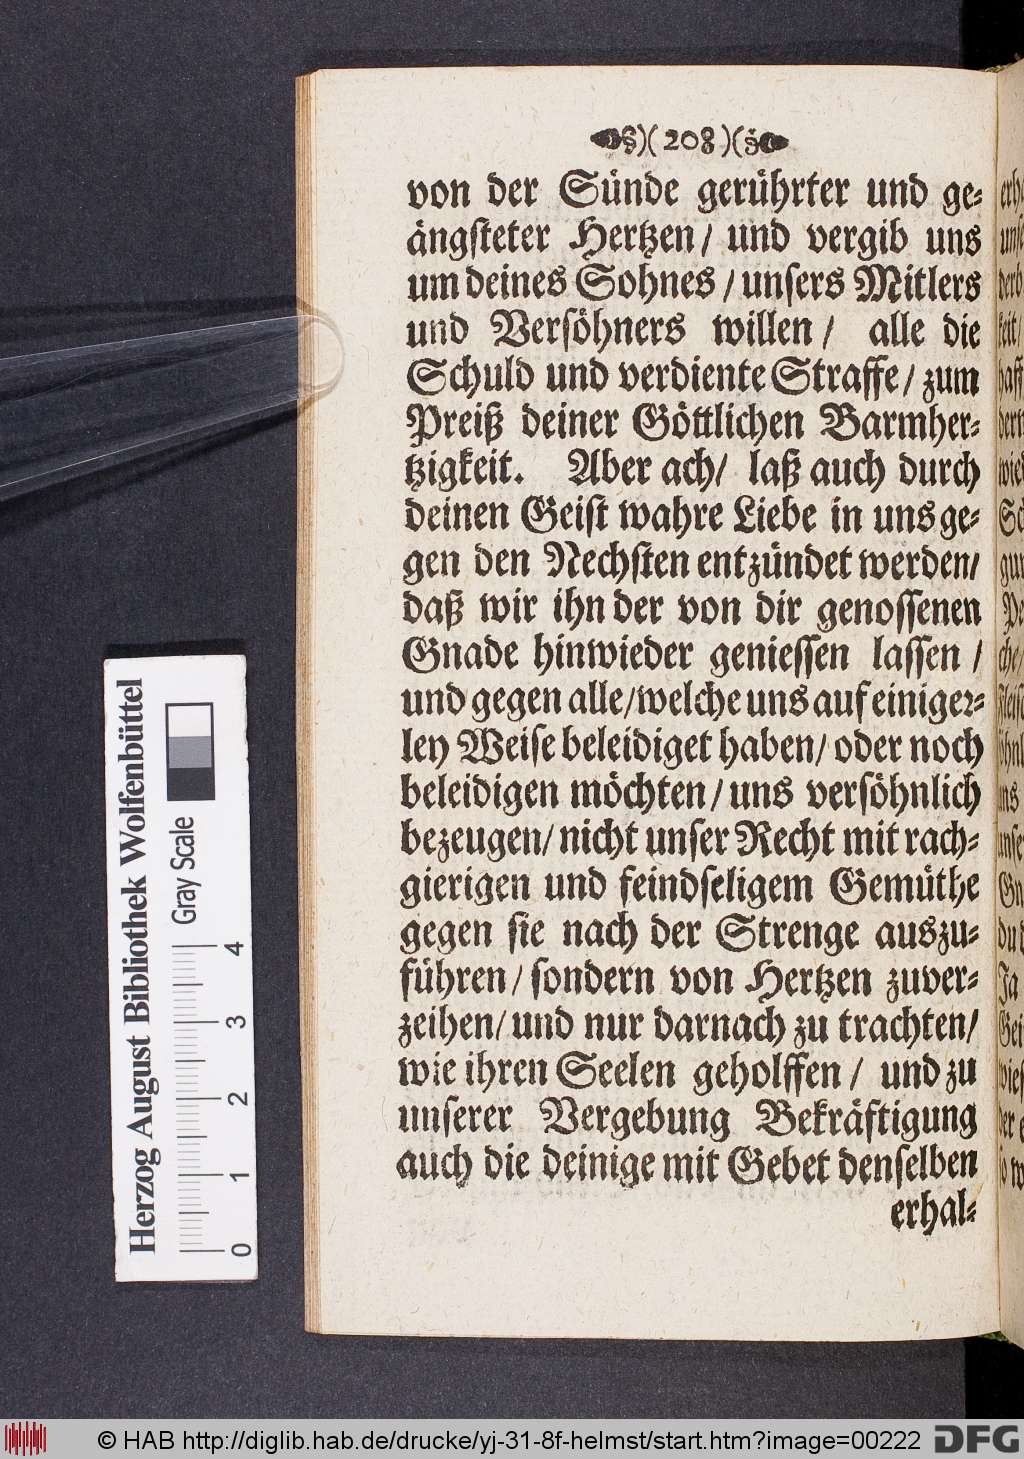 )( 208 )(
von der Sünde gerührter und ge-
ängsteter Hertzen / und vergib uns
um deines Sohnes / unsers Mitlers
und Versöhners willen / alle die
Schuld und verdiente Straffe / zum
Preiß deiner Göttlichen Barmher-
tzigkeit. Aber ach / laß auch durch
deinen Geist wahre Liebe in uns ge-
gen den Nechsten entzündet werden /
daß wir ihn der von dir genossenen
Gnade hinwieder geniessen lassen /
und gegen alle / welche uns auf einiger-
ley Weise beleidiget haben / oder noch
beleidigen möchten / uns versöhnlich
bezeugen / nicht unser Recht mit rach-
gierigen und feindseligem Gemüthe
gegen sie nach der Strenge auszu-
führen / sondern von Hertzen zuver-
zeihen / und nur darnach zu trachten /
wie ihren Seelen geholffen / und zu
unserer Vergebung Bekräftigung
auch die deinige mit Gebet denselben
erhal-
Herzog August Bibliothek Wolfenbüttel
Gray Scale
0 1 2 3 4
© HAB http://diglib.hab.de/drucke/yj-31-8f-helmst/start.htm?image=00222
DFG